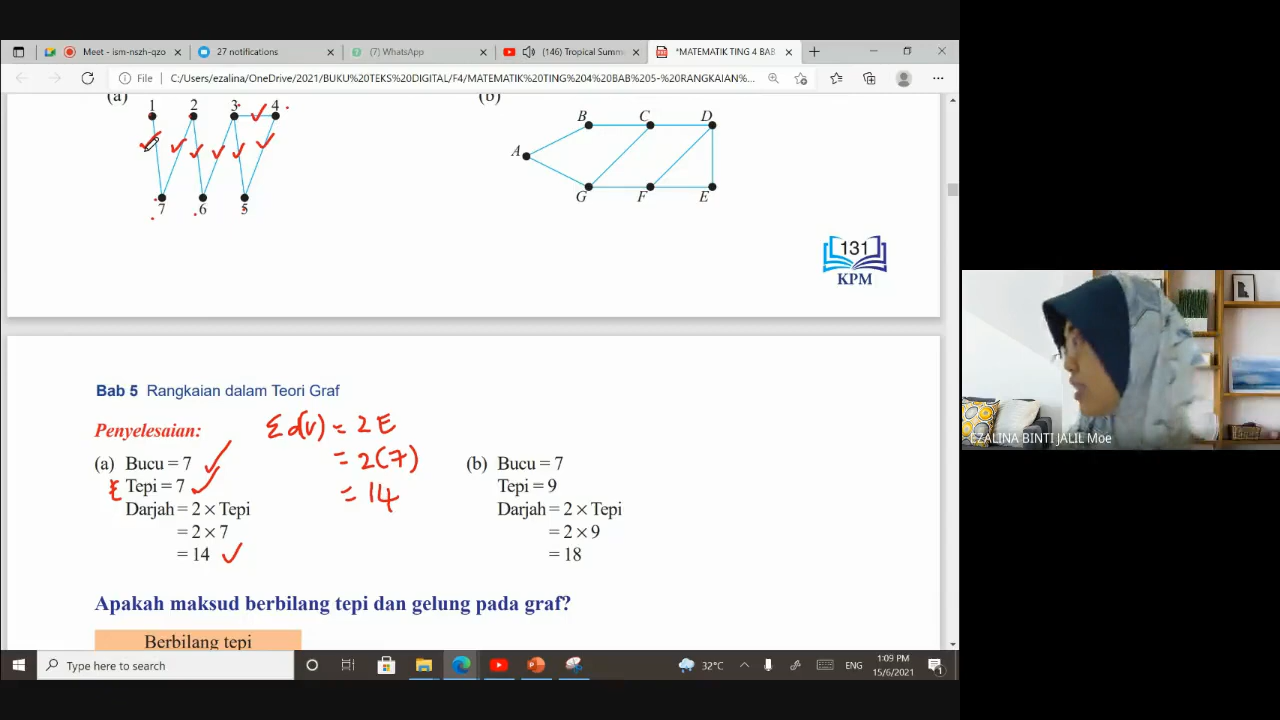 Meet - ism-nszh-qzo
27 notifications
(7) WhatsApp
(146) Tropical Summe
*MATEMATIK TING 4 BAB
File
C:/Users/ezalina/OneDrive/2021/BUKU%20TEKS%20DIGITAL/F4/MATEMATIK%20TING%204%20BAB%205-%20RANGKAIAN%20DALAM%20
(a)
1 2 3 4
7 6 5
(b)
B C D
A
G F E
131
KPM
Bab 5 Rangkaian dalam Teori Graf
Penyelesaian:
Σ d(v) = 2E
= 2(7)
= 14
(a) Bucu = 7
Σ Tepi = 7
Darjah = 2 × Tepi
= 2 × 7
= 14
(b) Bucu = 7
Tepi = 9
Darjah = 2 × Tepi
= 2 × 9
= 18
Apakah maksud berbilang tepi dan gelung pada graf?
Berbilang tepi
EZALINA BINTI JALIL Moe
Type here to search
32°C
ENG
1:09 PM
15/6/2021
1